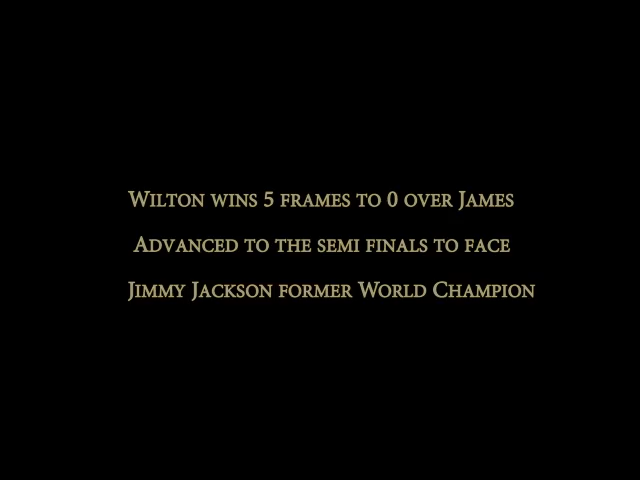 Wilton wins 5 frames to 0 over James
Advanced to the semi finals to face
Jimmy Jackson former World Champion